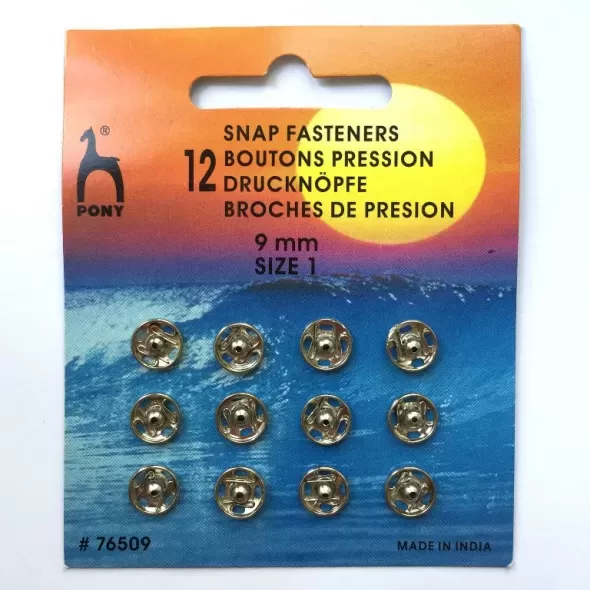 ®
PONY
12
SNAP FASTENERS
BOUTONS PRESSION
DRUCKNÖPFE
BROCHES DE PRESION
9 mm
SIZE 1
# 76509
MADE IN INDIA